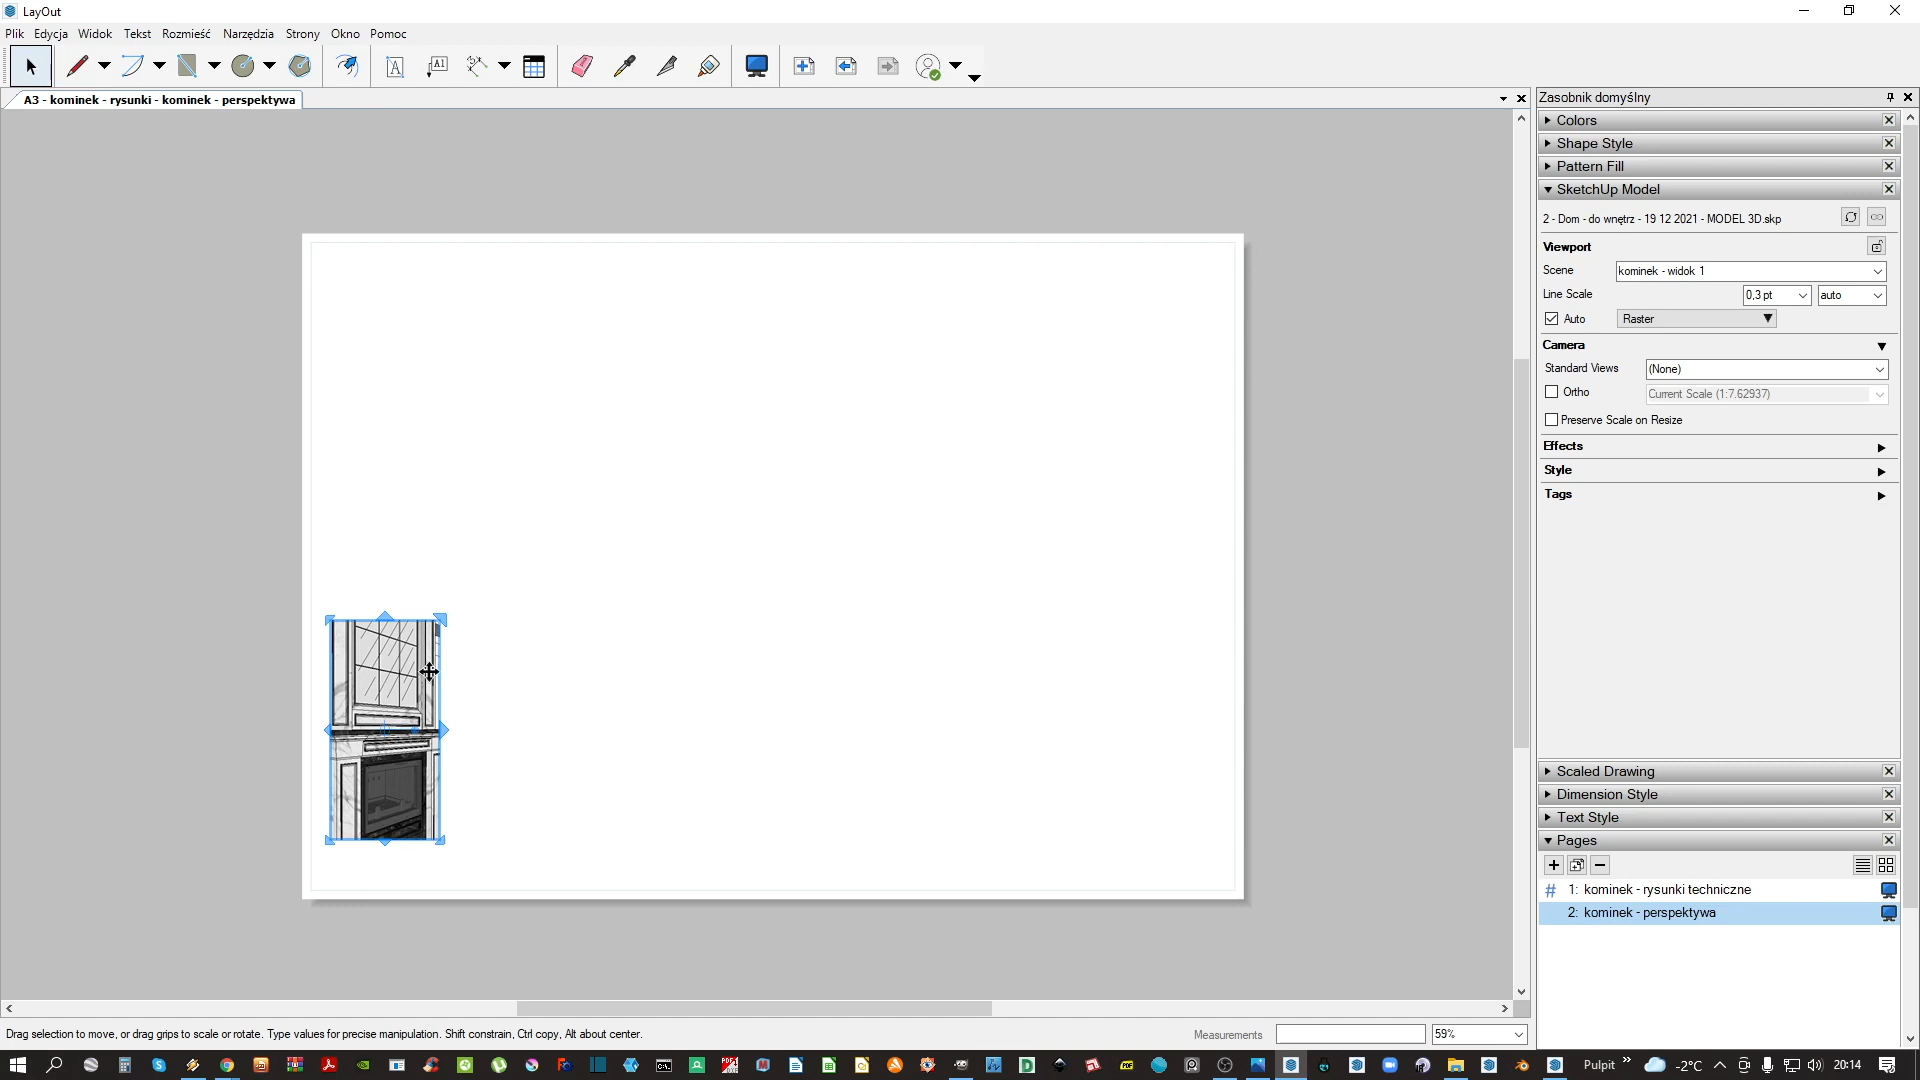 LayOut
Plik Edycja Widok Tekst Rozmieść Narzędzia Strony Okno Pomoc
A3 - kominek - rysunki - kominek - perspektywa
Zasobnik domyślny
Colors
Shape Style
Pattern Fill
SketchUp Model
2 - Dom - do wnętrz - 19 12 2021 - MODEL 3D.skp
Viewport
Scene kominek - widok 1
Line Scale 0,3 pt auto
Auto Raster
Camera
Standard Views (None)
Ortho Current Scale (1:7.62937)
Preserve Scale on Resize
Effects
Style
Tags
Scaled Drawing
Dimension Style
Text Style
Pages
# 1: kominek - rysunki techniczne
2: kominek - perspektywa
Drag selection to move, or drag grips to scale or rotate. Type values for precise manipulation. Shift constrain, Ctrl copy, Alt about center.
Measurements 59%
Pulpit -2°C 20:14